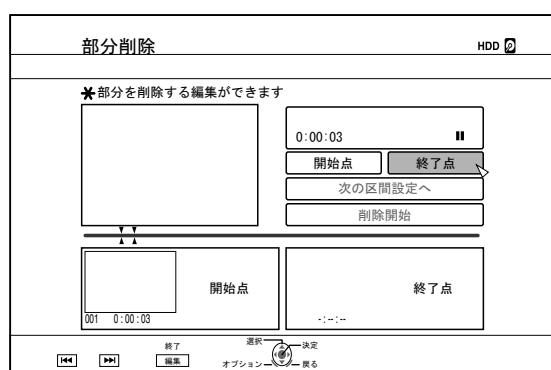 部分削除
HDD
部分を削除する編集ができます
0:00:03
開始点 終了点
次の区間設定へ
削除開始
開始点
001 0:00:03
終了点
-:--:--
終了
編集
選択
決定
オプション
戻る